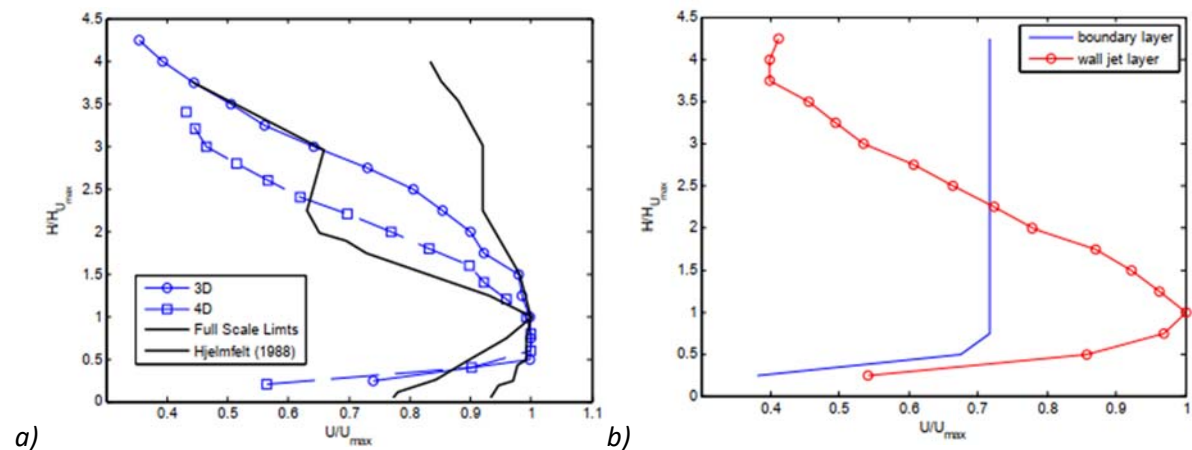 4.5
4
3.5
3
2.5
2
1.5
1
0.5
0
H/H_Umax
3D
4D
Full Scale Limts
Hjelmfelt (1988)
0.4 0.5 0.6 0.7 0.8 0.9 1 1.1
U/U_max
a)
4.5
4
3.5
3
2.5
2
1.5
1
0.5
0
H/H_Umax
boundary layer
wall jet layer
0.4 0.5 0.6 0.7 0.8 0.9 1
U/U_max
b)